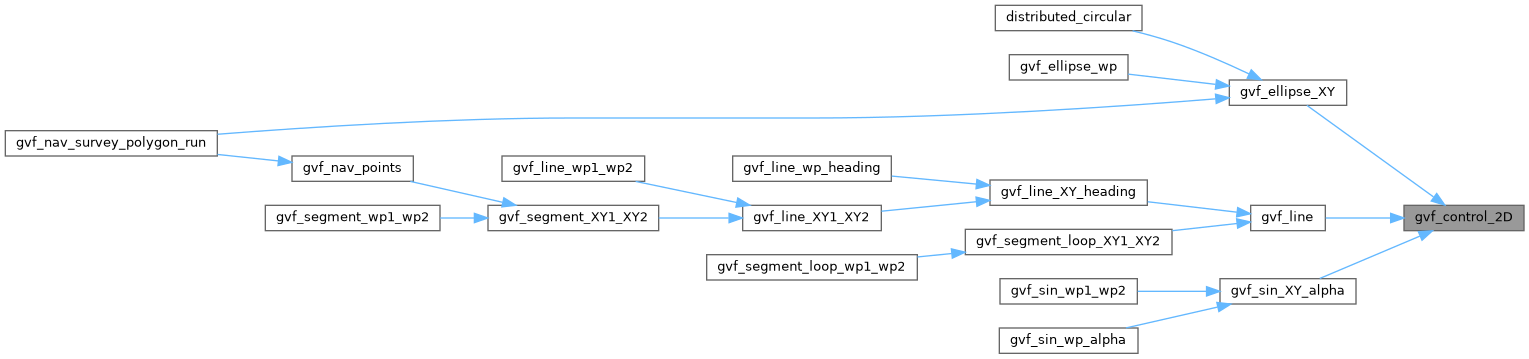 distributed_circular
gvf_ellipse_wp
gvf_ellipse_XY
gvf_nav_survey_polygon_run
gvf_nav_points
gvf_line_wp1_wp2
gvf_line_wp_heading
gvf_line_XY_heading
gvf_segment_wp1_wp2
gvf_segment_XY1_XY2
gvf_line_XY1_XY2
gvf_line
gvf_control_2D
gvf_segment_loop_XY1_XY2
gvf_segment_loop_wp1_wp2
gvf_sin_wp1_wp2
gvf_sin_XY_alpha
gvf_sin_wp_alpha